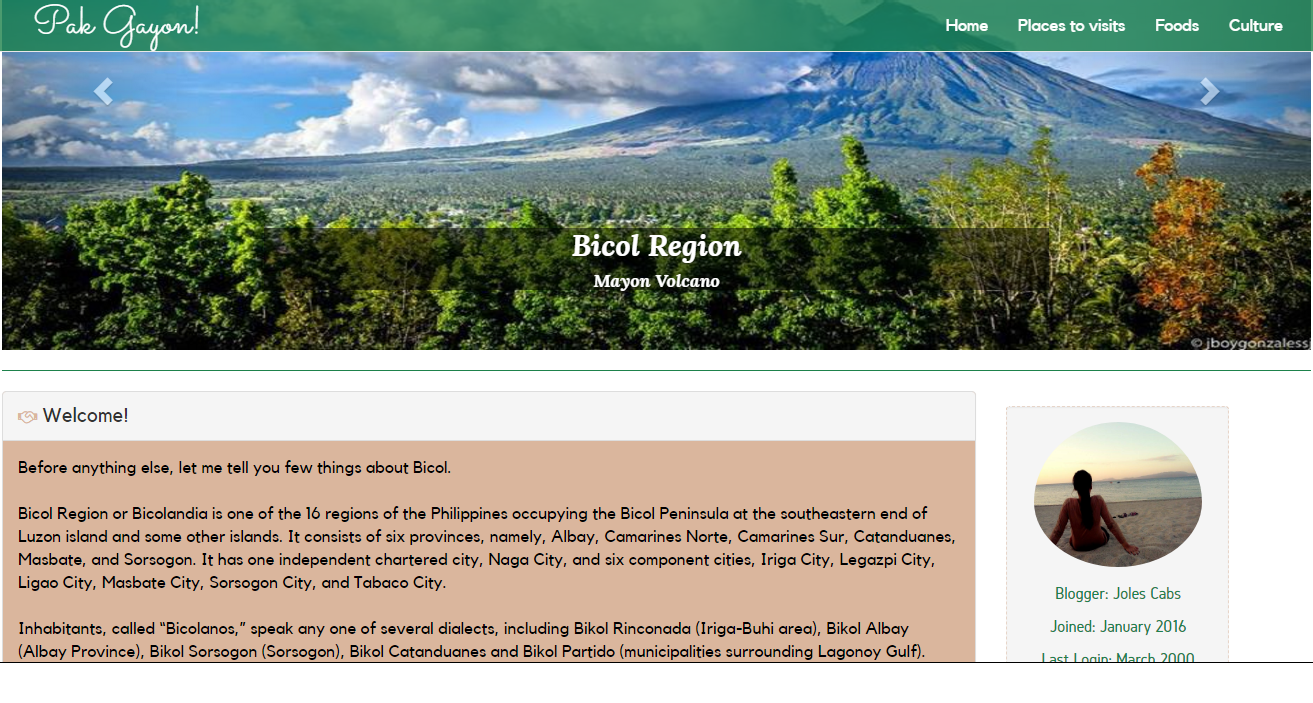 Pak Gayon!
Home Places to visits Foods Culture
Bicol Region
Mayon Volcano
© jboygonzaless
Welcome!
Before anything else, let me tell you few things about Bicol.
Bicol Region or Bicolandia is one of the 16 regions of the Philippines occupying the Bicol Peninsula at the southeastern end of
Luzon island and some other islands. It consists of six provinces, namely, Albay, Camarines Norte, Camarines Sur, Catanduanes,
Masbate, and Sorsogon. It has one independent chartered city, Naga City, and six component cities, Iriga City, Legazpi City,
Ligao City, Masbate City, Sorsogon City, and Tabaco City.
Inhabitants, called “Bicolanos,” speak any one of several dialects, including Bikol Rinconada (Iriga-Buhi area), Bikol Albay
(Albay Province), Bikol Sorsogon (Sorsogon), Bikol Catanduanes and Bikol Partido (municipalities surrounding Lagonoy Gulf).
Blogger: Joles Cabs
Joined: January 2016
Last Login: March 2000